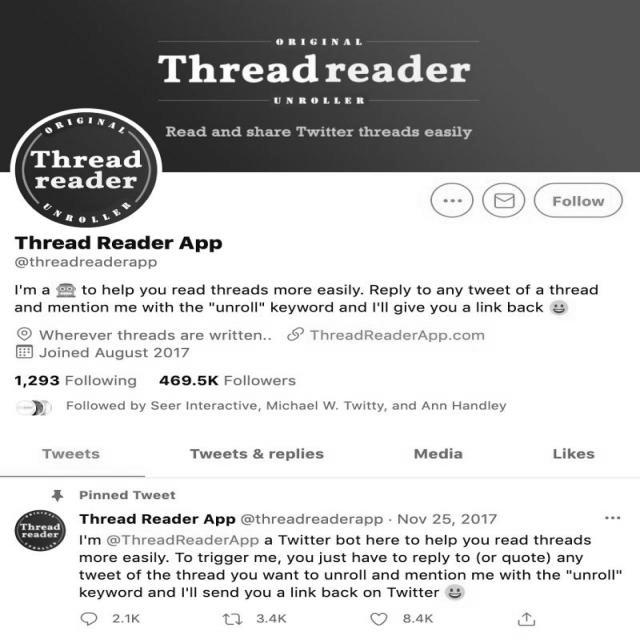 ORIGINAL
Threadreader
UNROLLER
Read and share Twitter threads easily
ORIGINAL
Thread
reader
UNROLLER
Follow
Thread Reader App
@threadreaderapp
I'm a 🤖 to help you read threads more easily. Reply to any tweet of a thread
and mention me with the "unroll" keyword and I'll give you a link back 😃
Wherever threads are written.. ThreadReaderApp.com
Joined August 2017
1,293 Following 469.5K Followers
Followed by Seer Interactive, Michael W. Twitty, and Ann Handley
Tweets Tweets & replies Media Likes
Pinned Tweet
Thread
reader
Thread Reader App @threadreaderapp · Nov 25, 2017
I'm @ThreadReaderApp a Twitter bot here to help you read threads
more easily. To trigger me, you just have to reply to (or quote) any
tweet of the thread you want to unroll and mention me with the "unroll"
keyword and I'll send you a link back on Twitter 😃
2.1K 3.4K 8.4K